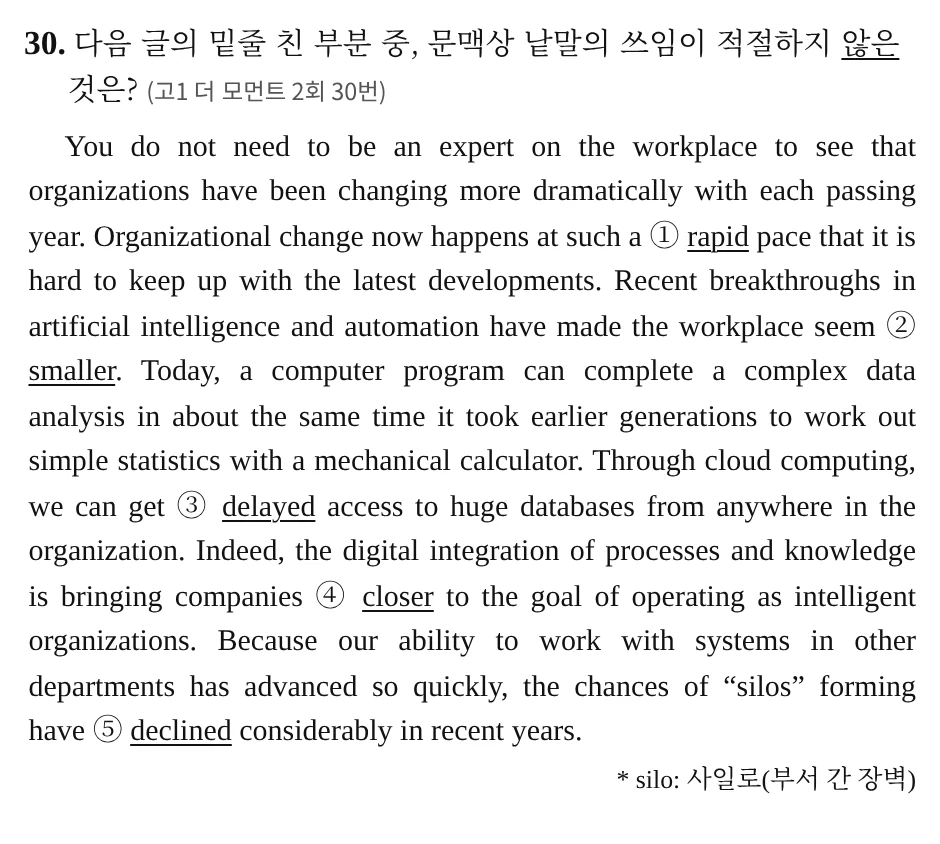 30. 다음 글의 밑줄 친 부분 중, 문맥상 낱말의 쓰임이 적절하지 않은
것은? (고1 더 모먼트 2회 30번)
You do not need to be an expert on the workplace to see that
organizations have been changing more dramatically with each passing
year. Organizational change now happens at such a ① rapid pace that it is
hard to keep up with the latest developments. Recent breakthroughs in
artificial intelligence and automation have made the workplace seem ②
smaller. Today, a computer program can complete a complex data
analysis in about the same time it took earlier generations to work out
simple statistics with a mechanical calculator. Through cloud computing,
we can get ③ delayed access to huge databases from anywhere in the
organization. Indeed, the digital integration of processes and knowledge
is bringing companies ④ closer to the goal of operating as intelligent
organizations. Because our ability to work with systems in other
departments has advanced so quickly, the chances of “silos” forming
have ⑤ declined considerably in recent years.
* silo: 사일로(부서 간 장벽)